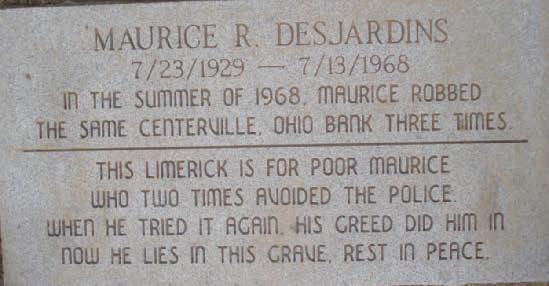 MAURICE R. DESJARDINS
7/23/1929 — 7/13/1968
IN THE SUMMER OF 1968, MAURICE ROBBED
THE SAME CENTERVILLE, OHIO BANK THREE TIMES.
THIS LIMERICK IS FOR POOR MAURICE
WHO TWO TIMES AVOIDED THE POLICE.
WHEN HE TRIED IT AGAIN, HIS GREED DID HIM IN
NOW HE LIES IN THIS GRAVE, REST IN PEACE.